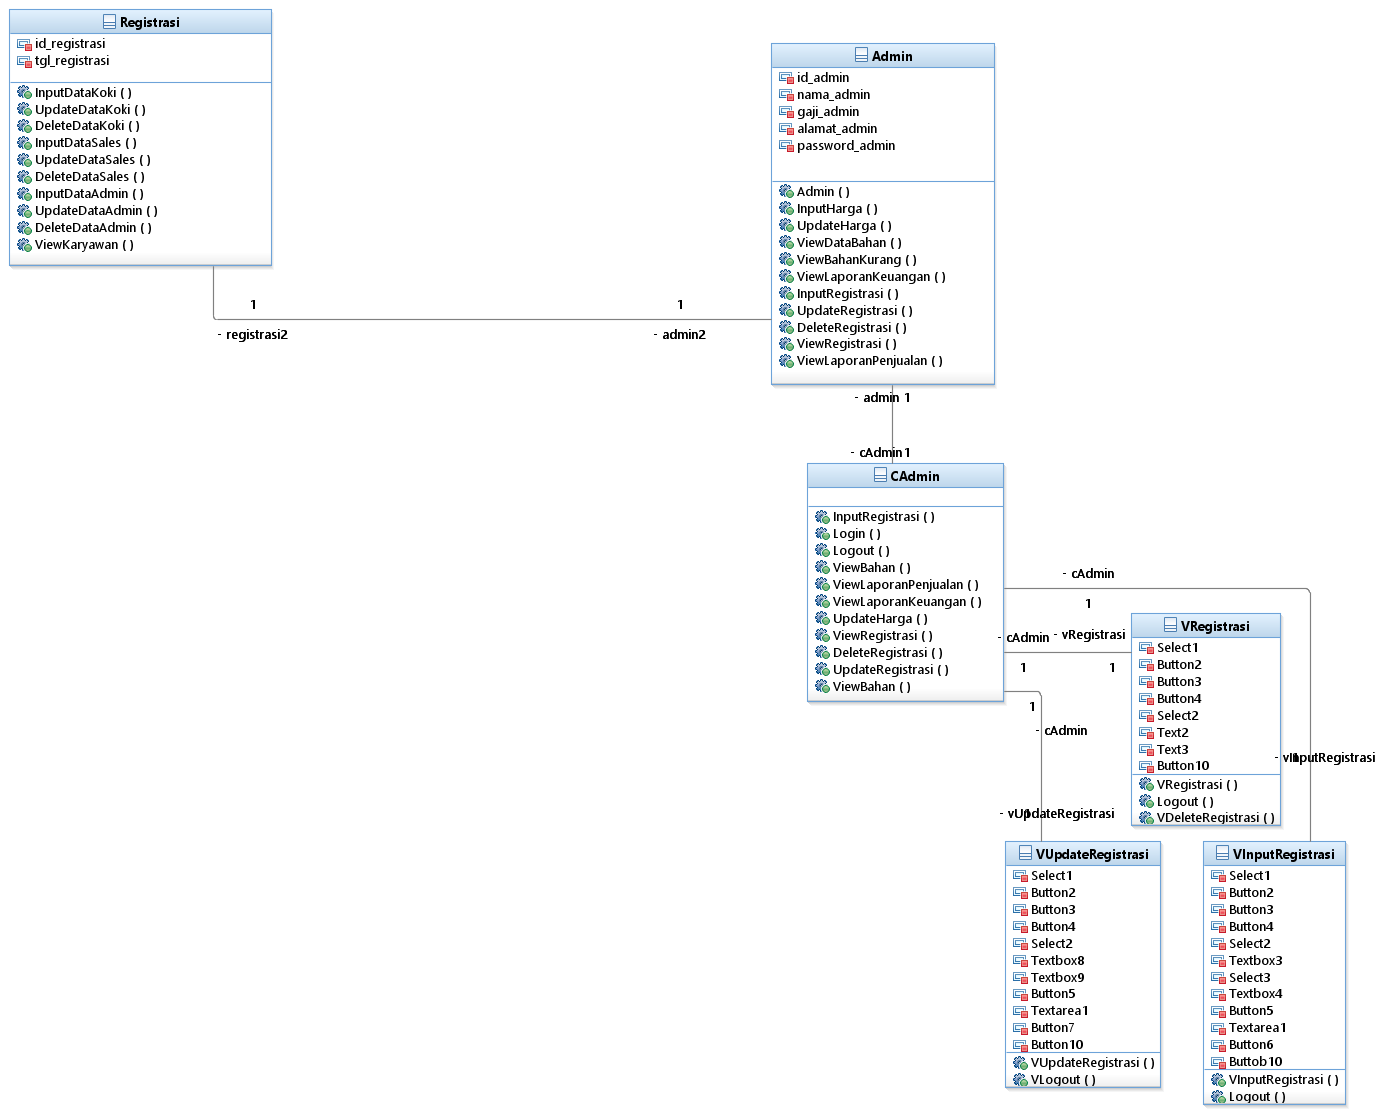 Registrasi
id_registrasi
tgl_registrasi
InputDataKoki ( )
UpdateDataKoki ( )
DeleteDataKoki ( )
InputDataSales ( )
UpdateDataSales ( )
DeleteDataSales ( )
InputDataAdmin ( )
UpdateDataAdmin ( )
DeleteDataAdmin ( )
ViewKaryawan ( )
1
- registrasi2
1
- admin2
Admin
id_admin
nama_admin
gaji_admin
alamat_admin
password_admin
Admin ( )
InputHarga ( )
UpdateHarga ( )
ViewDataBahan ( )
ViewBahanKurang ( )
ViewLaporanKeuangan ( )
InputRegistrasi ( )
UpdateRegistrasi ( )
DeleteRegistrasi ( )
ViewRegistrasi ( )
ViewLaporanPenjualan ( )
- admin 1
- cAdmin 1
CAdmin
InputRegistrasi ( )
Login ( )
Logout ( )
ViewBahan ( )
ViewLaporanPenjualan ( )
ViewLaporanKeuangan ( )
UpdateHarga ( )
ViewRegistrasi ( )
DeleteRegistrasi ( )
UpdateRegistrasi ( )
ViewBahan ( )
- cAdmin
1
- cAdmin
- vRegistrasi
1
1
1
- cAdmin
- vUpdateRegistrasi
1
- vInputRegistrasi
1
VRegistrasi
Select1
Button2
Button3
Button4
Select2
Text2
Text3
Button10
VRegistrasi ( )
Logout ( )
VDeleteRegistrasi ( )
VUpdateRegistrasi
Select1
Button2
Button3
Button4
Select2
Textbox8
Textbox9
Button5
Textarea1
Button7
Button10
VUpdateRegistrasi ( )
VLogout ( )
VInputRegistrasi
Select1
Button2
Button3
Button4
Select2
Textbox3
Select3
Textbox4
Button5
Textarea1
Button6
Buttob10
VInputRegistrasi ( )
Logout ( )